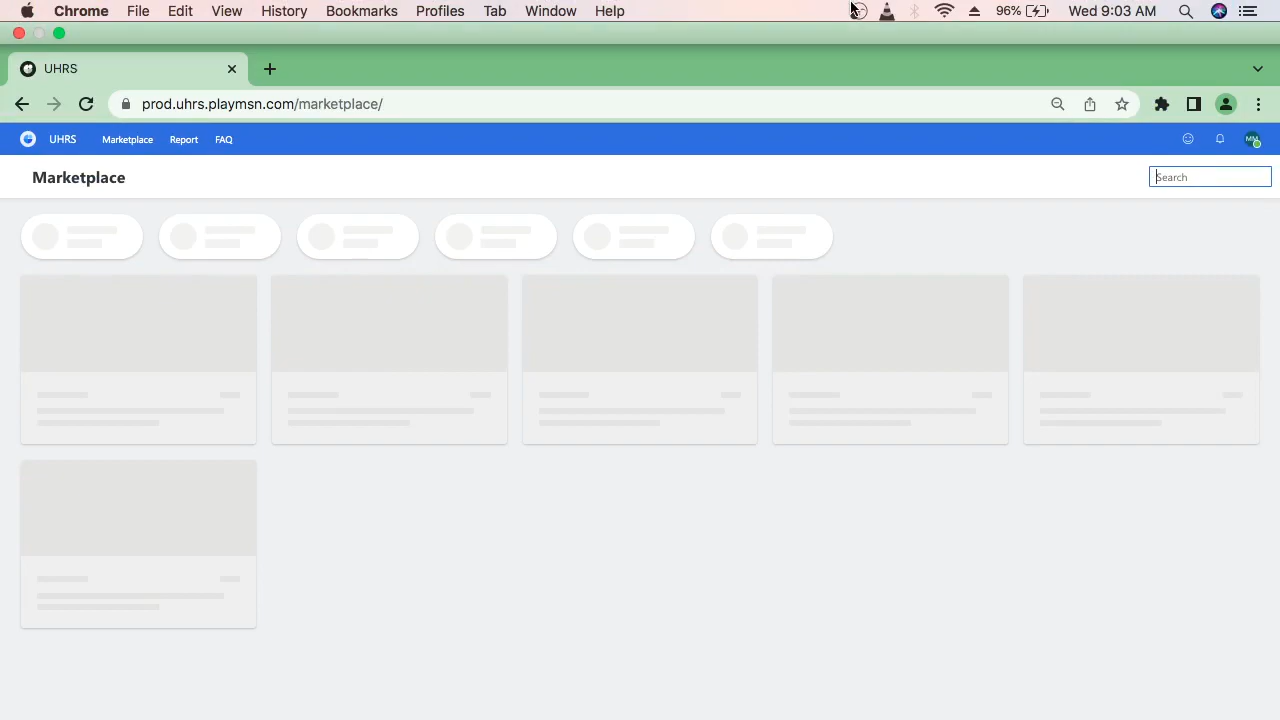 Chrome File Edit View History Bookmarks Profiles Tab Window Help 96% Wed 9:03 AM
UHRS
prod.uhrs.playmsn.com/marketplace/
UHRS Marketplace Report FAQ MM
Marketplace Search